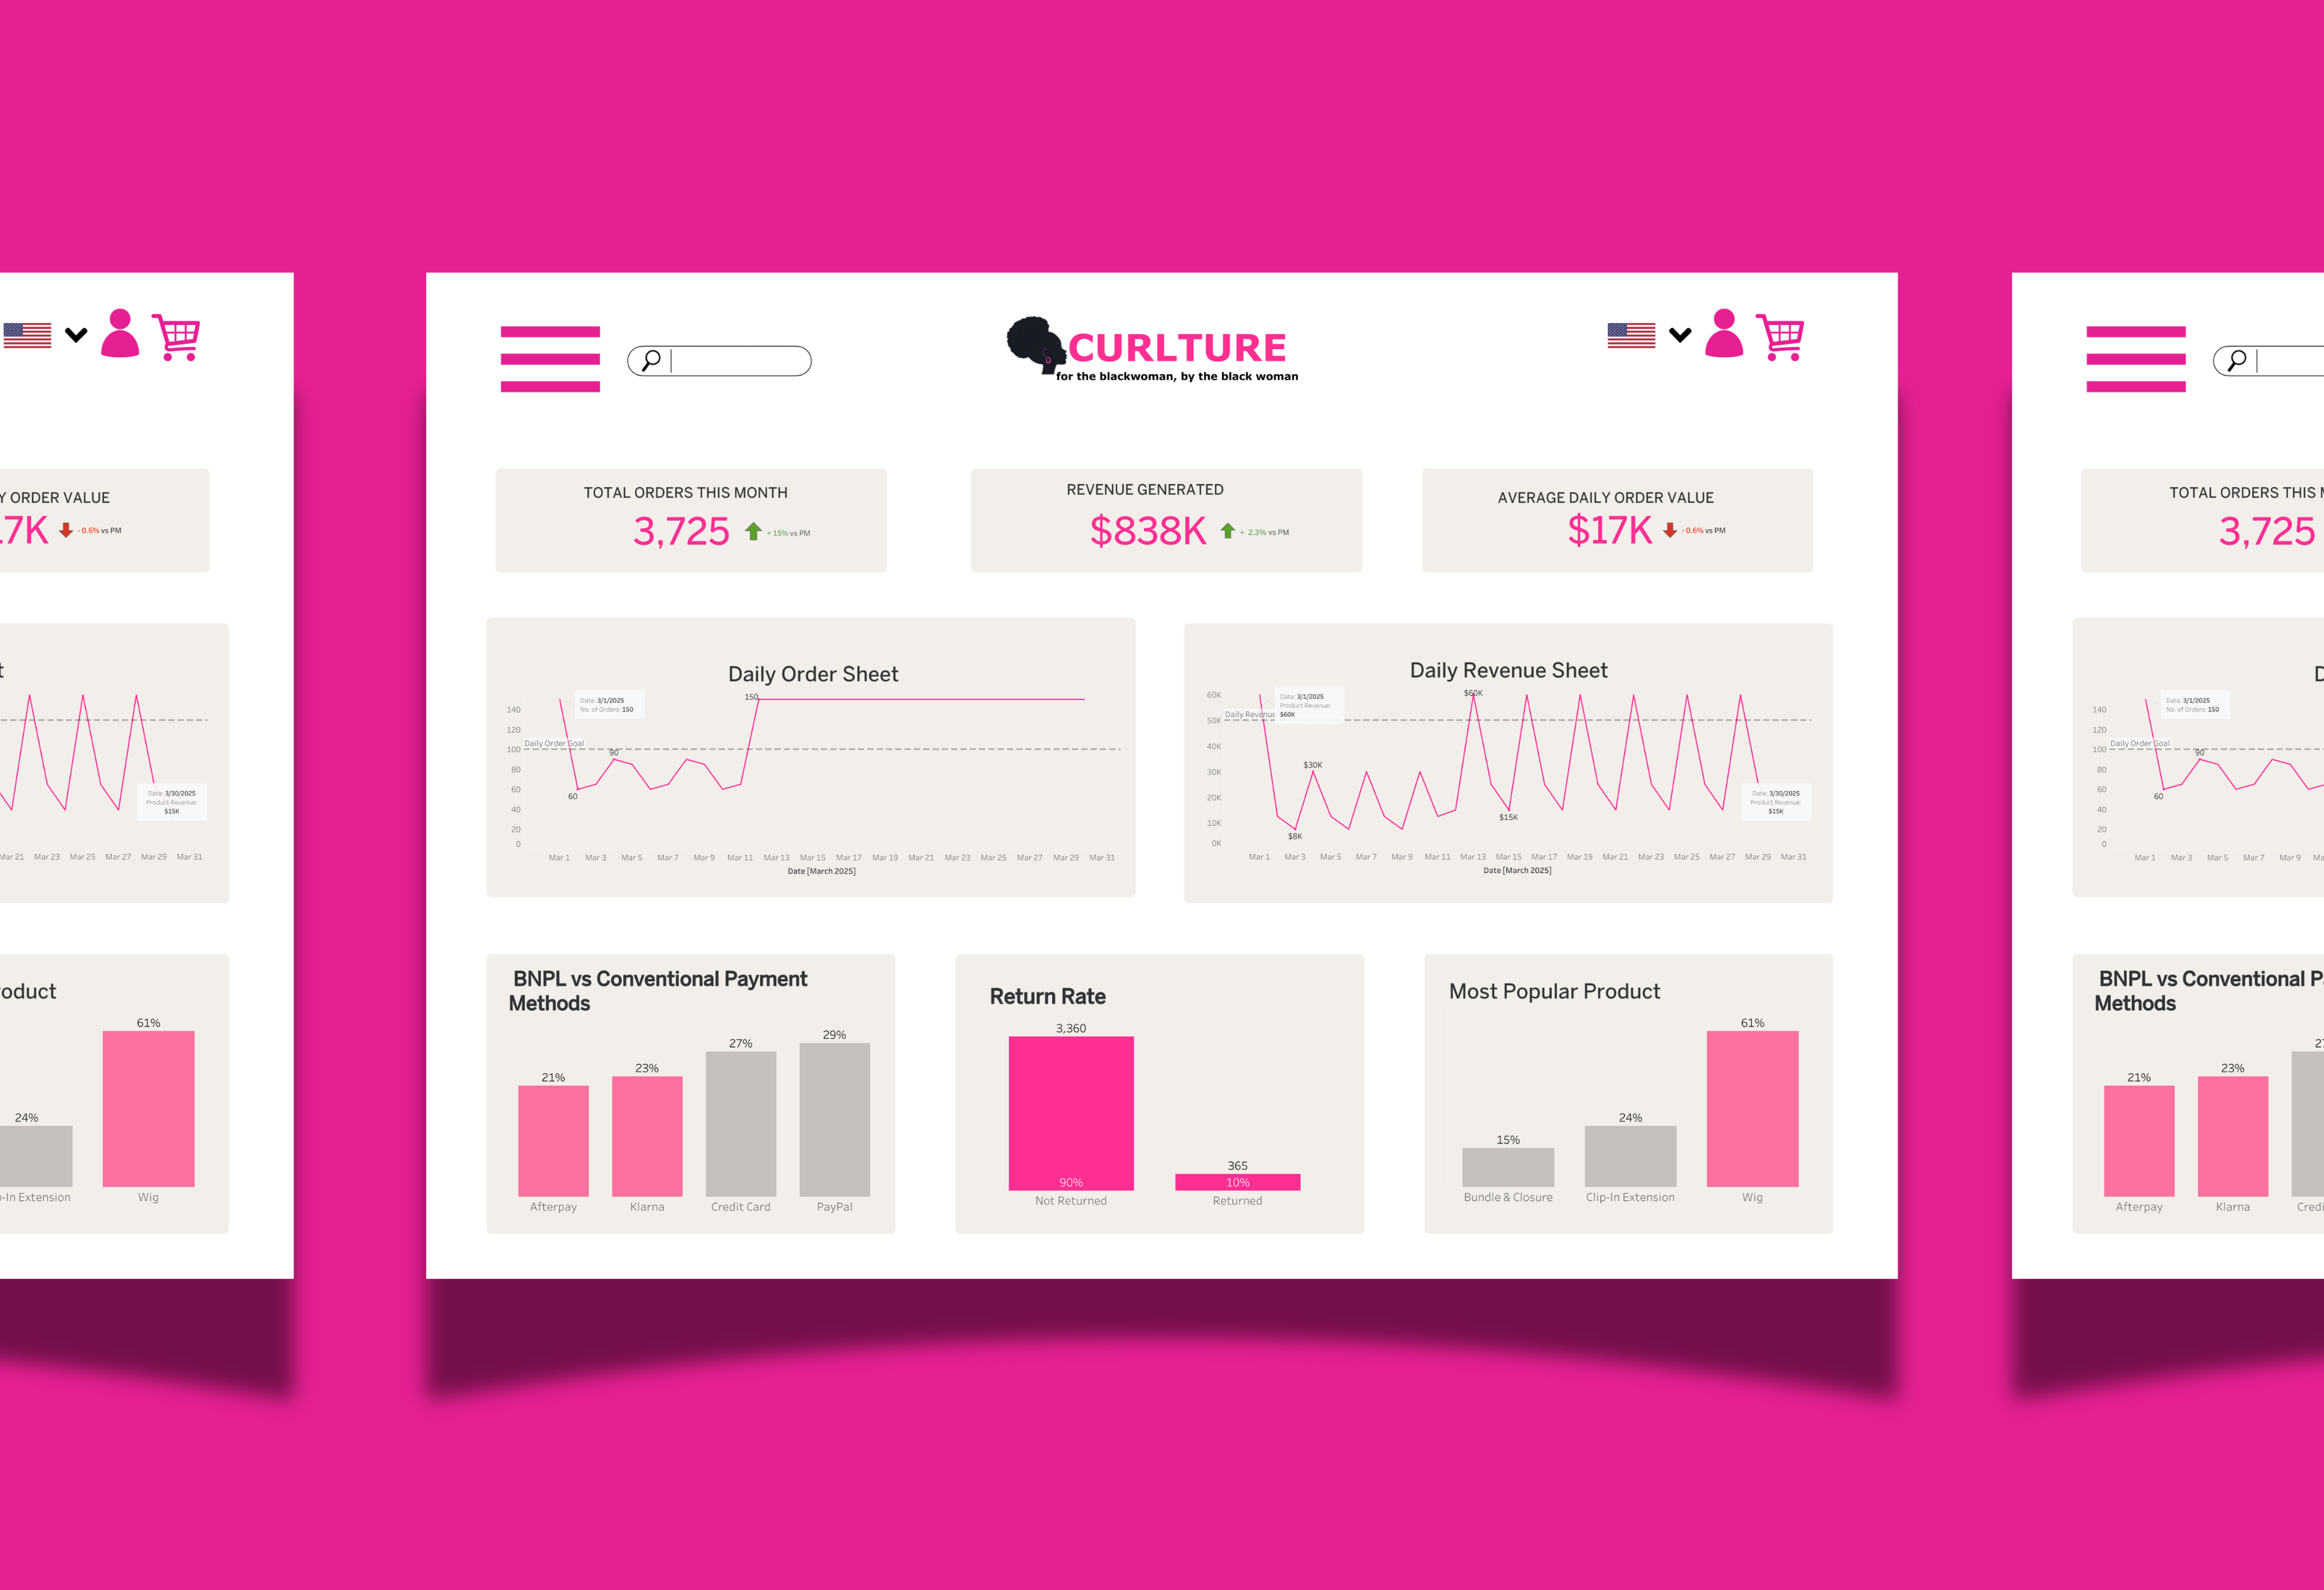 CURLTURE
for the blackwoman, by the black woman
Y ORDER VALUE
.7K - 0.6% vs PM
TOTAL ORDERS THIS MONTH
3,725 + 15% vs PM
REVENUE GENERATED
$838K + 2.3% vs PM
AVERAGE DAILY ORDER VALUE
$17K - 0.6% vs PM
TOTAL ORDERS THIS M
3,725
t
Date: 3/30/2025
Product Revenue:
$15K
Mar 21 Mar 23 Mar 25 Mar 27 Mar 29 Mar 31
Daily Order Sheet
150
Date: 3/1/2025
No. of Orders: 150
140
120
Daily Order Goal
100
90
80
60
60
40
20
0
Mar 1 Mar 3 Mar 5 Mar 7 Mar 9 Mar 11 Mar 13 Mar 15 Mar 17 Mar 19 Mar 21 Mar 23 Mar 25 Mar 27 Mar 29 Mar 31
Date [March 2025]
Daily Revenue Sheet
60K
$60K
Date: 3/1/2025
Product Revenue:
$60K
Daily Revenue
50K
40K
30K
$30K
20K
$15K
10K
$8K
0K
Date: 3/30/2025
Product Revenue:
$15K
Mar 1 Mar 3 Mar 5 Mar 7 Mar 9 Mar 11 Mar 13 Mar 15 Mar 17 Mar 19 Mar 21 Mar 23 Mar 25 Mar 27 Mar 29 Mar 31
Date [March 2025]
D
Date: 3/1/2025
No. of Orders: 150
140
120
Daily Order Goal
100
90
80
60
60
40
20
0
Mar 1 Mar 3 Mar 5 Mar 7 Mar 9 Ma
oduct
61%
24%
-In Extension Wig
BNPL vs Conventional Payment
Methods
21% 23% 27% 29%
Afterpay Klarna Credit Card PayPal
Return Rate
3,360
365
90% 10%
Not Returned Returned
Most Popular Product
61%
24%
15%
Bundle & Closure Clip-In Extension Wig
BNPL vs Conventional P
Methods
21% 23% 2
Afterpay Klarna Credi